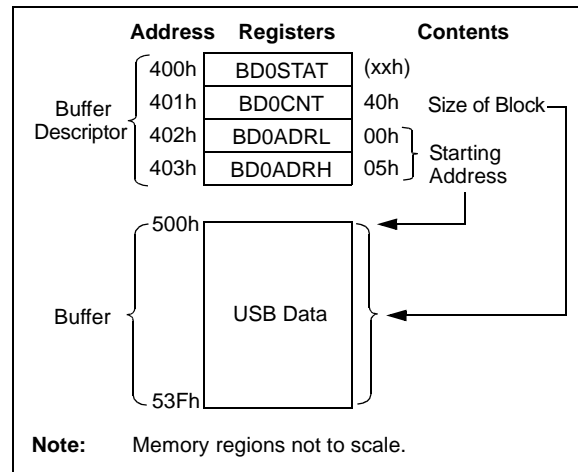 Address Registers Contents
400h BD0STAT (xxh)
401h BD0CNT 40h Size of Block
Buffer
Descriptor
402h BD0ADRL 00h
403h BD0ADRH 05h
Starting
Address
500h
Buffer USB Data
53Fh
Note: Memory regions not to scale.